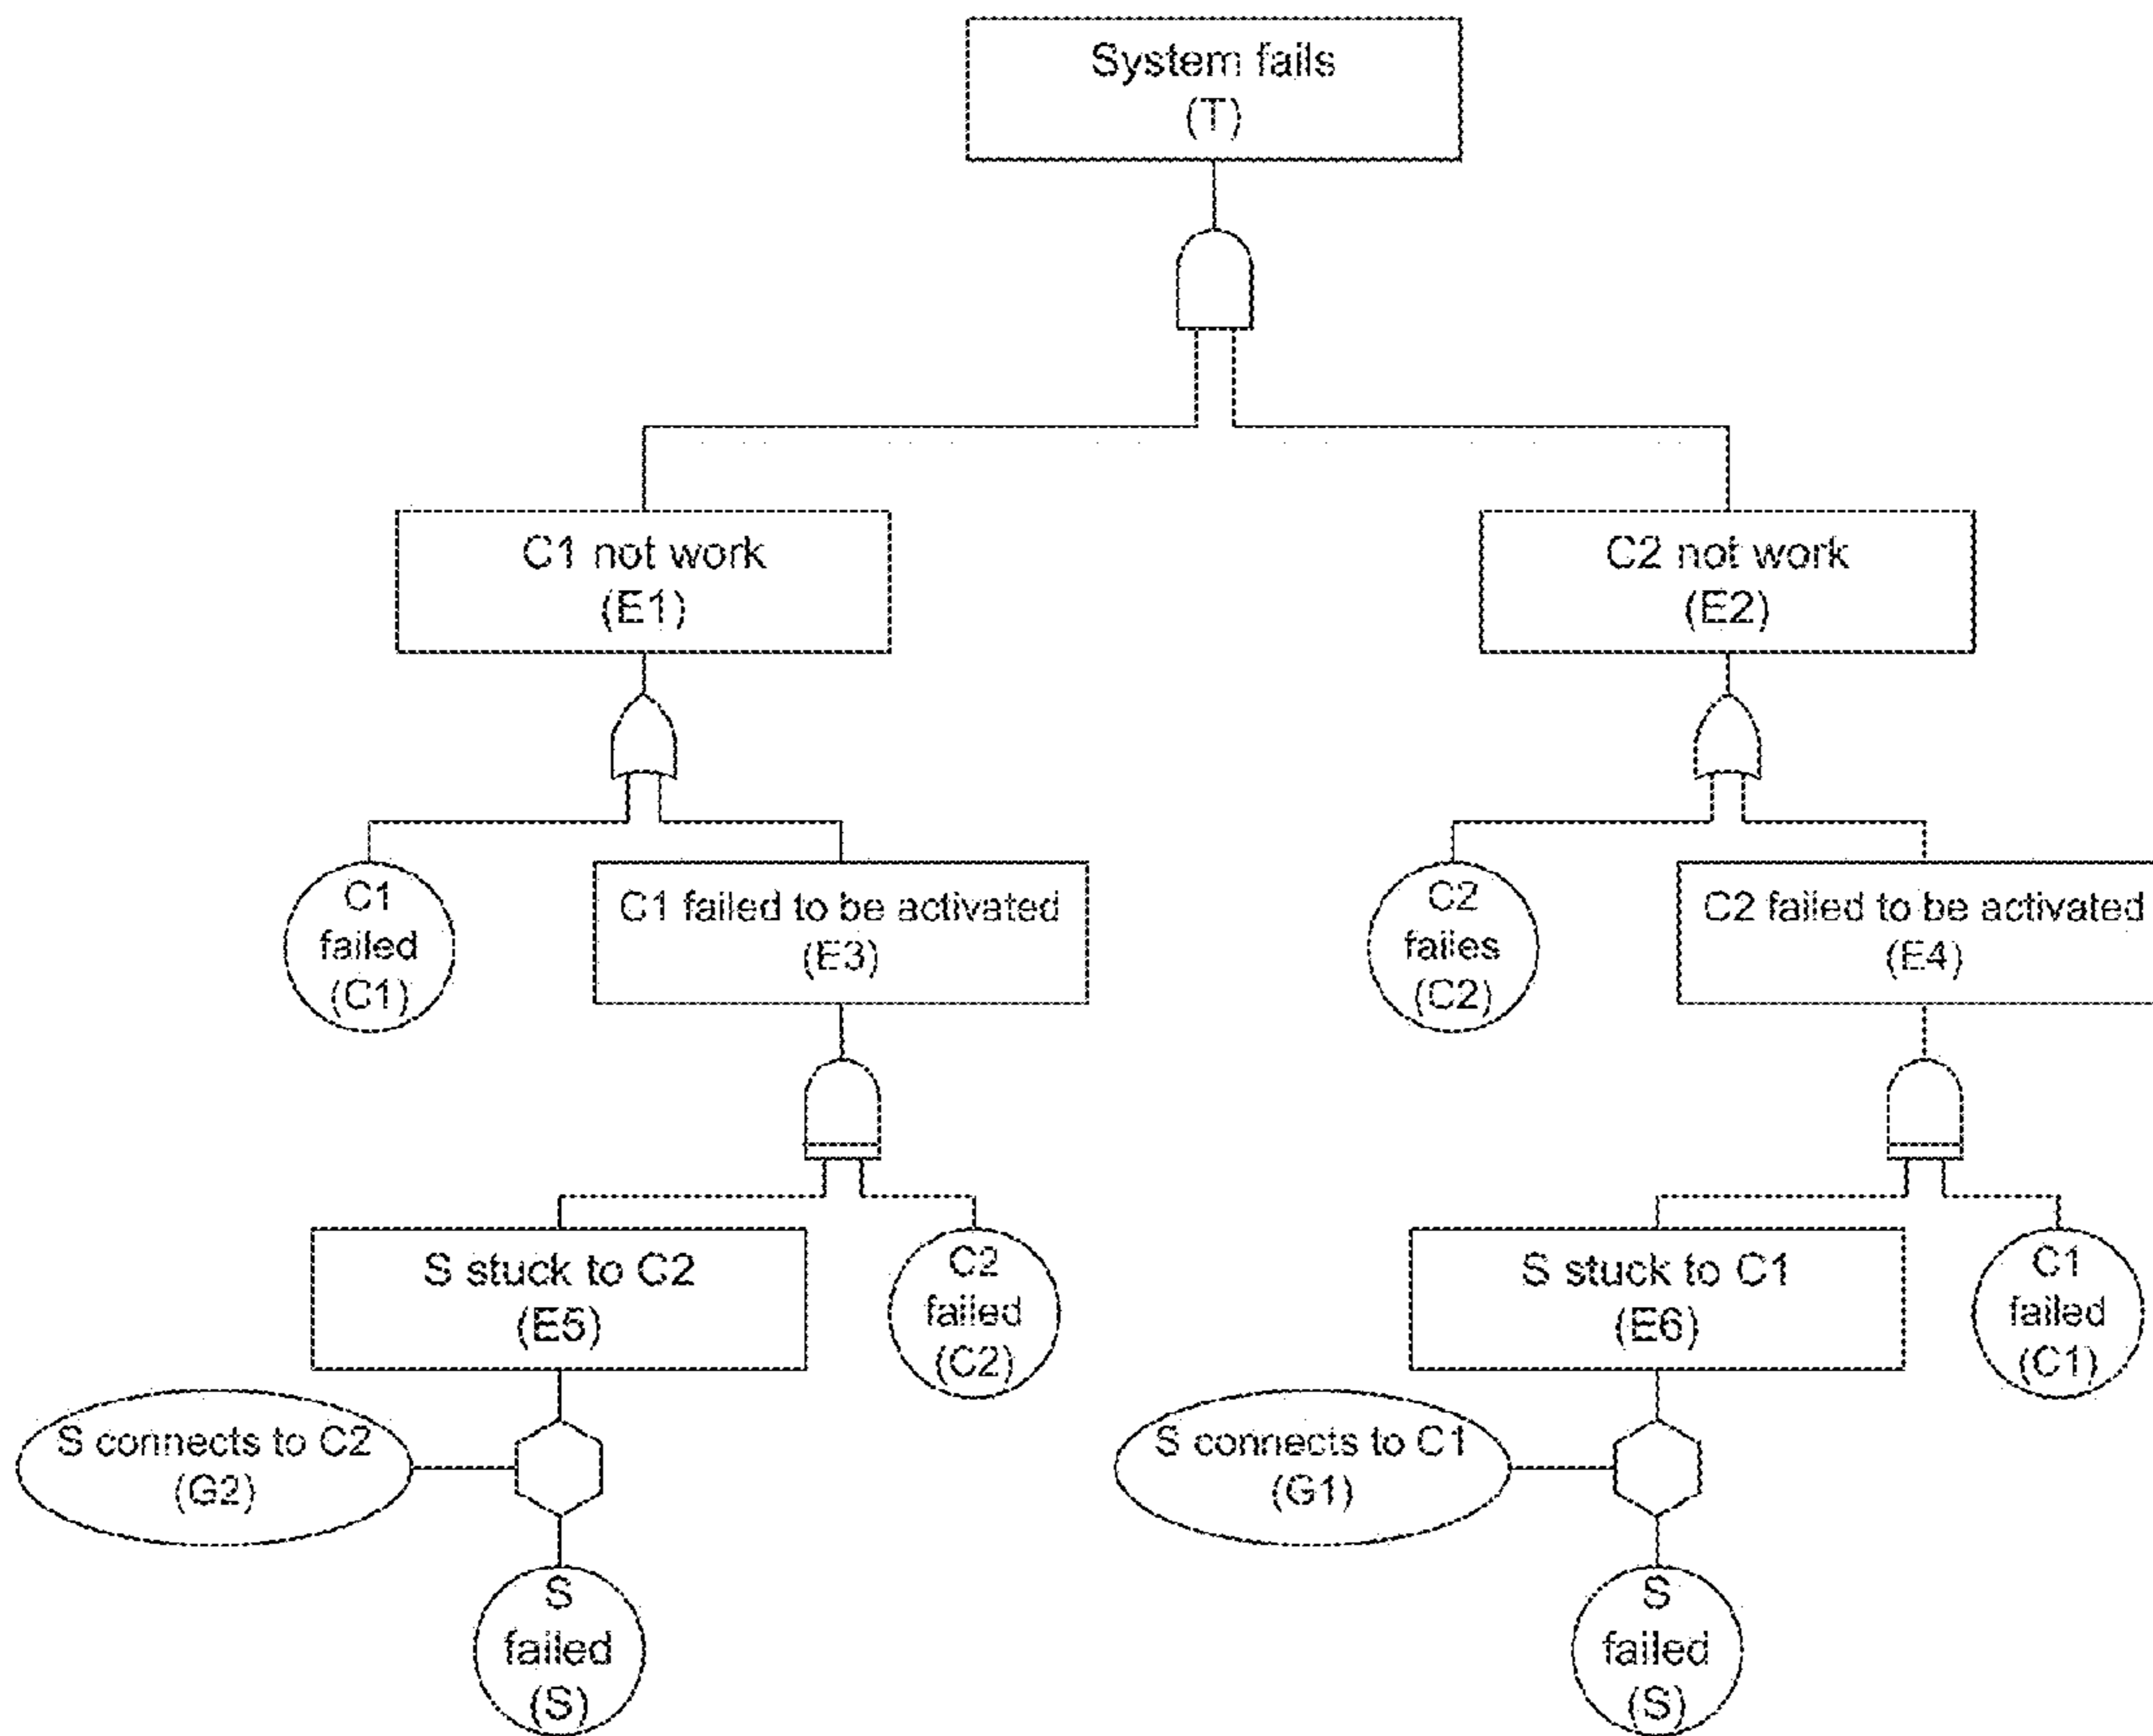 System fails
(T)
C1 not work
(E1)
C2 not work
(E2)
C1
failed
(C1)
C1 failed to be activated
(E3)
C2
failes
(C2)
C2 failed to be activated
(E4)
S stuck to C2
(E5)
C2
failed
(C2)
S stuck to C1
(E6)
C1
failed
(C1)
S connects to C2
(G2)
S connects to C1
(G1)
S
failed
(S)
S
failed
(S)